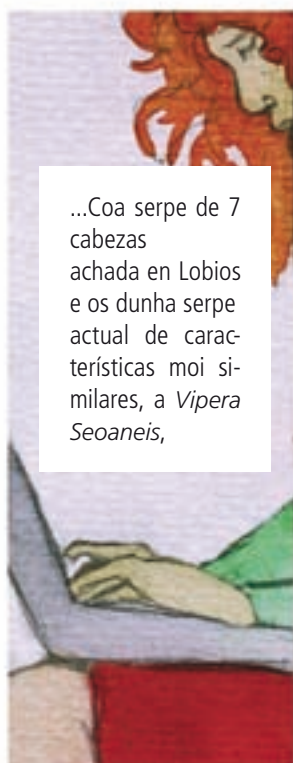 ...Coa serpe de 7
cabezas
achada en Lobios
e os dunha serpe
actual de carac-
terísticas moi si-
milares, a Vipera
Seoaneis,